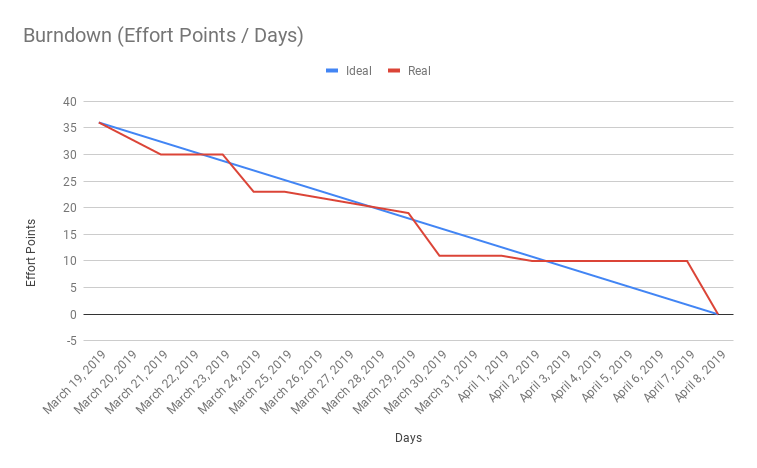 Burndown (Effort Points / Days)
Ideal
Real
40
35
30
25
20
15
10
5
0
-5
Effort Points
March 19, 2019
March 20, 2019
March 21, 2019
March 22, 2019
March 23, 2019
March 24, 2019
March 25, 2019
March 26, 2019
March 27, 2019
March 28, 2019
March 29, 2019
March 30, 2019
March 31, 2019
April 1, 2019
April 2, 2019
April 3, 2019
April 4, 2019
April 5, 2019
April 6, 2019
April 7, 2019
April 8, 2019
Days